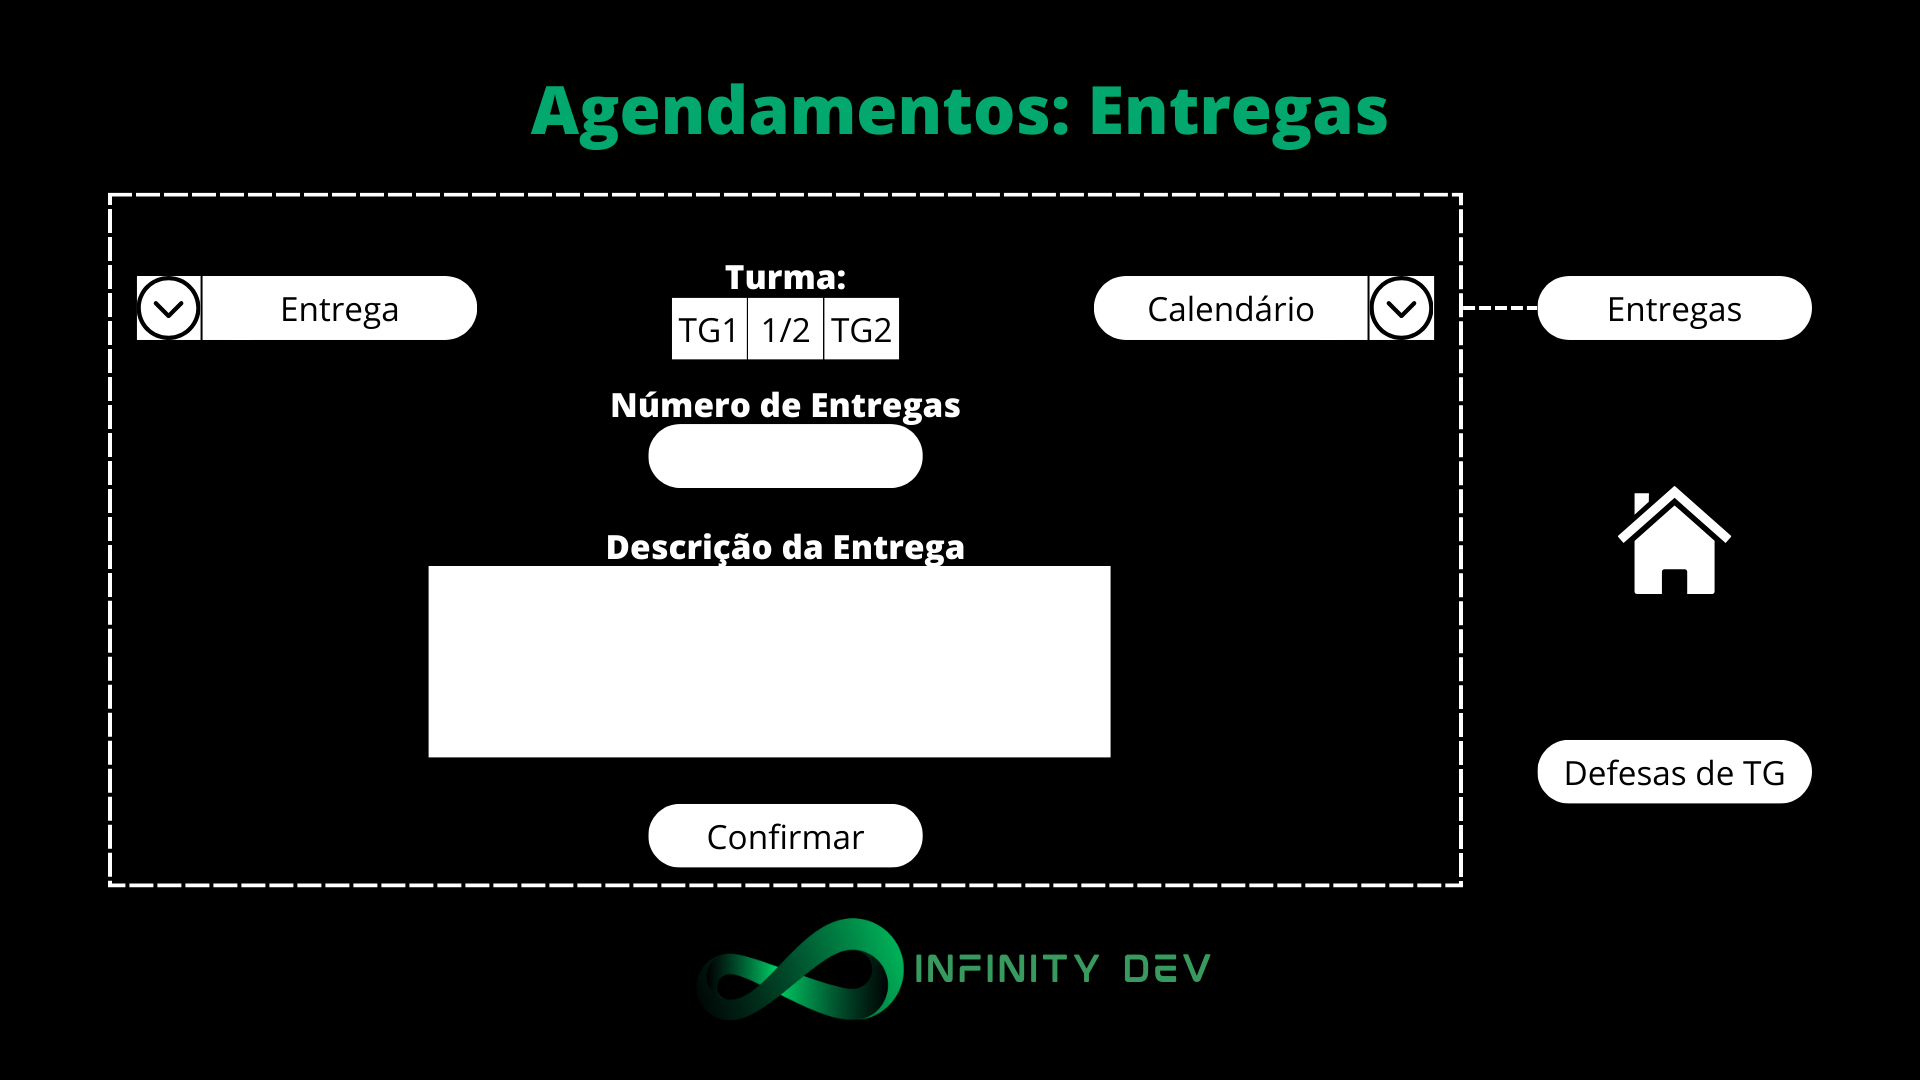 Agendamentos: Entregas
Entrega
Turma:
TG1 1/2 TG2
Calendário
Entregas
Número de Entregas
Descrição da Entrega
Defesas de TG
Confirmar
INFINITY DEV